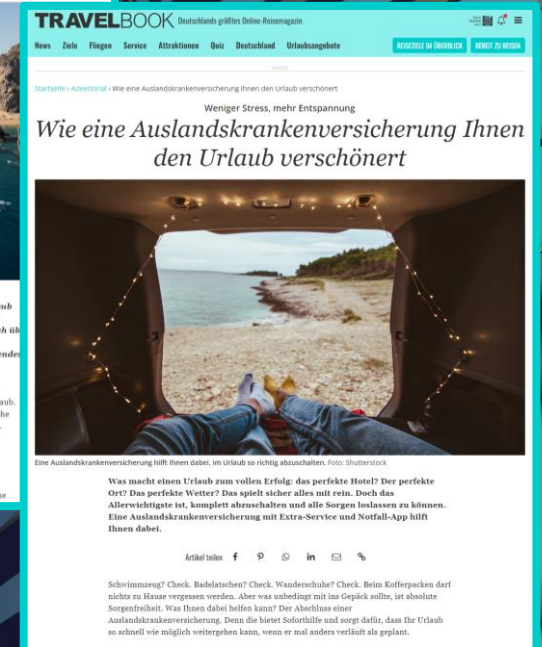 TRAVELBOOK Deutschlands größtes Online-Reisemagazin
News Ziele Fliegen Service Attraktionen Quiz Deutschland Urlaubsangebote REISEZIELE IM ÜBERBLICK BEREIT ZU REISEN
Startseite › Advertorial › Wie eine Auslandskrankenversicherung Ihnen den Urlaub verschönert
Weniger Stress, mehr Entspannung
Wie eine Auslandskrankenversicherung Ihnen
den Urlaub verschönert
Eine Auslandskrankenversicherung hilft Ihnen dabei, im Urlaub so richtig abzuschalten. Foto: Shutterstock
Was macht einen Urlaub zum vollen Erfolg: das perfekte Hotel? Der perfekte
Ort? Das perfekte Wetter? Das spielt sicher alles mit rein. Doch das
Allerwichtigste ist, komplett abzuschalten und alle Sorgen loslassen zu können.
Eine Auslandskrankenversicherung mit Extra-Service und Notfall-App hilft
Ihnen dabei.
Artikel teilen
Schwimmzeug? Check. Badelatschen? Check. Wanderschuhe? Check. Beim Kofferpacken darf
nichts zu Hause vergessen werden. Aber was unbedingt mit ins Gepäck sollte, ist absolute
Sorgenfreiheit. Was Ihnen dabei helfen kann? Der Abschluss einer
Auslandskrankenversicherung. Denn die bietet Soforthilfe und sorgt dafür, dass Ihr Urlaub
so schnell wie möglich weitergehen kann, wenn er mal anders verläuft als geplant.